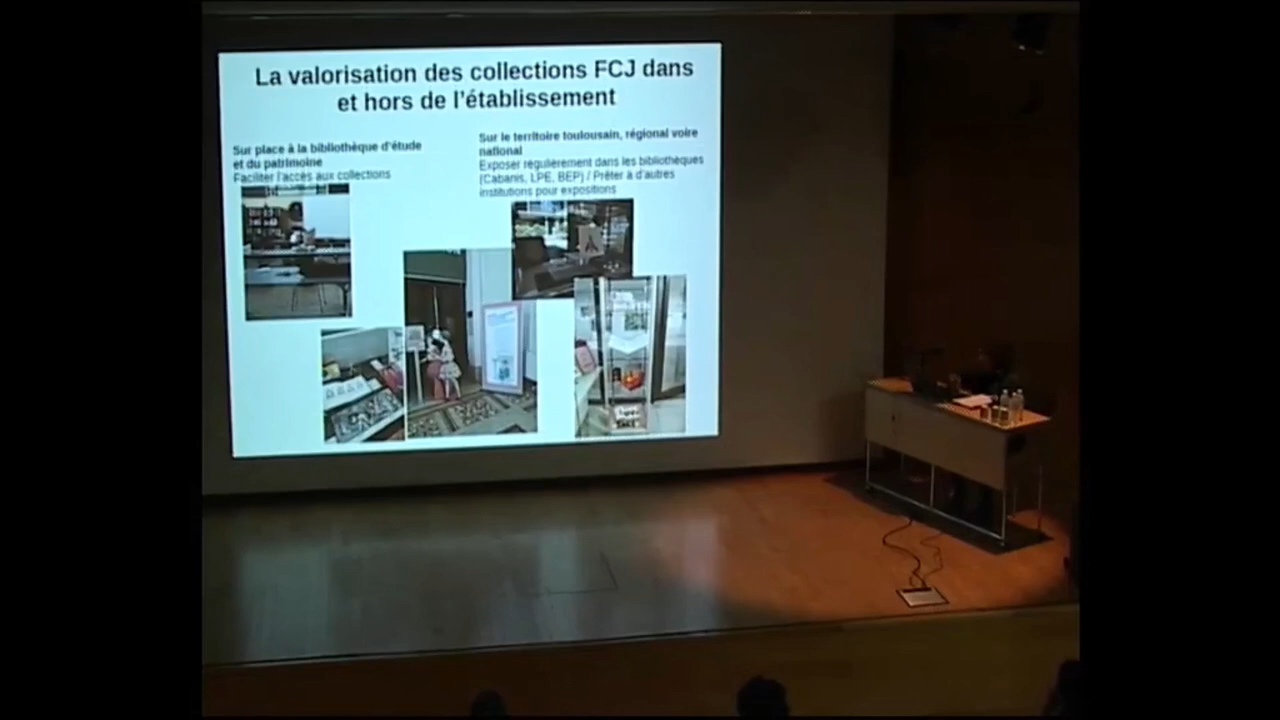 La valorisation des collections FCJ dans
et hors de l'établissement
Sur place à la bibliothèque d'étude
et du patrimoine
Faciliter l'accès aux collections
Sur le territoire toulousain, régional voire
national
Exposer régulièrement dans les bibliothèques
(Cabanis, LPE, BEP) / Prêter à d'autres
institutions pour expositions